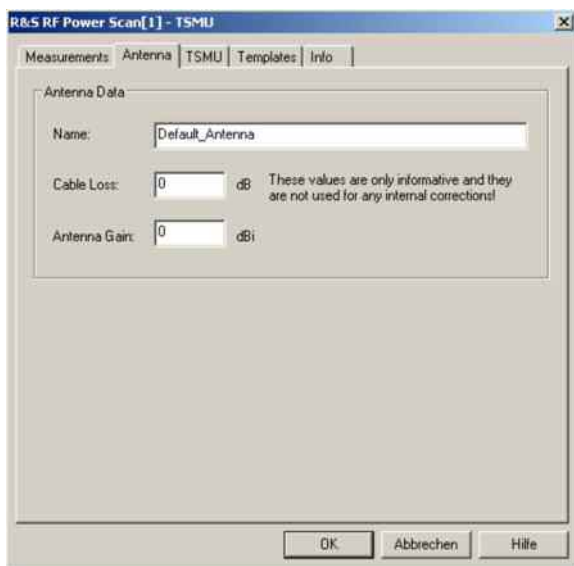 R&S RF Power Scan[1] - TSMU
Measurements Antenna TSMU Templates Info
Antenna Data
Name: Default_Antenna
Cable Loss: 0 dB These values are only informative and they
are not used for any internal corrections!
Antenna Gain: 0 dBi
OK Abbrechen Hilfe